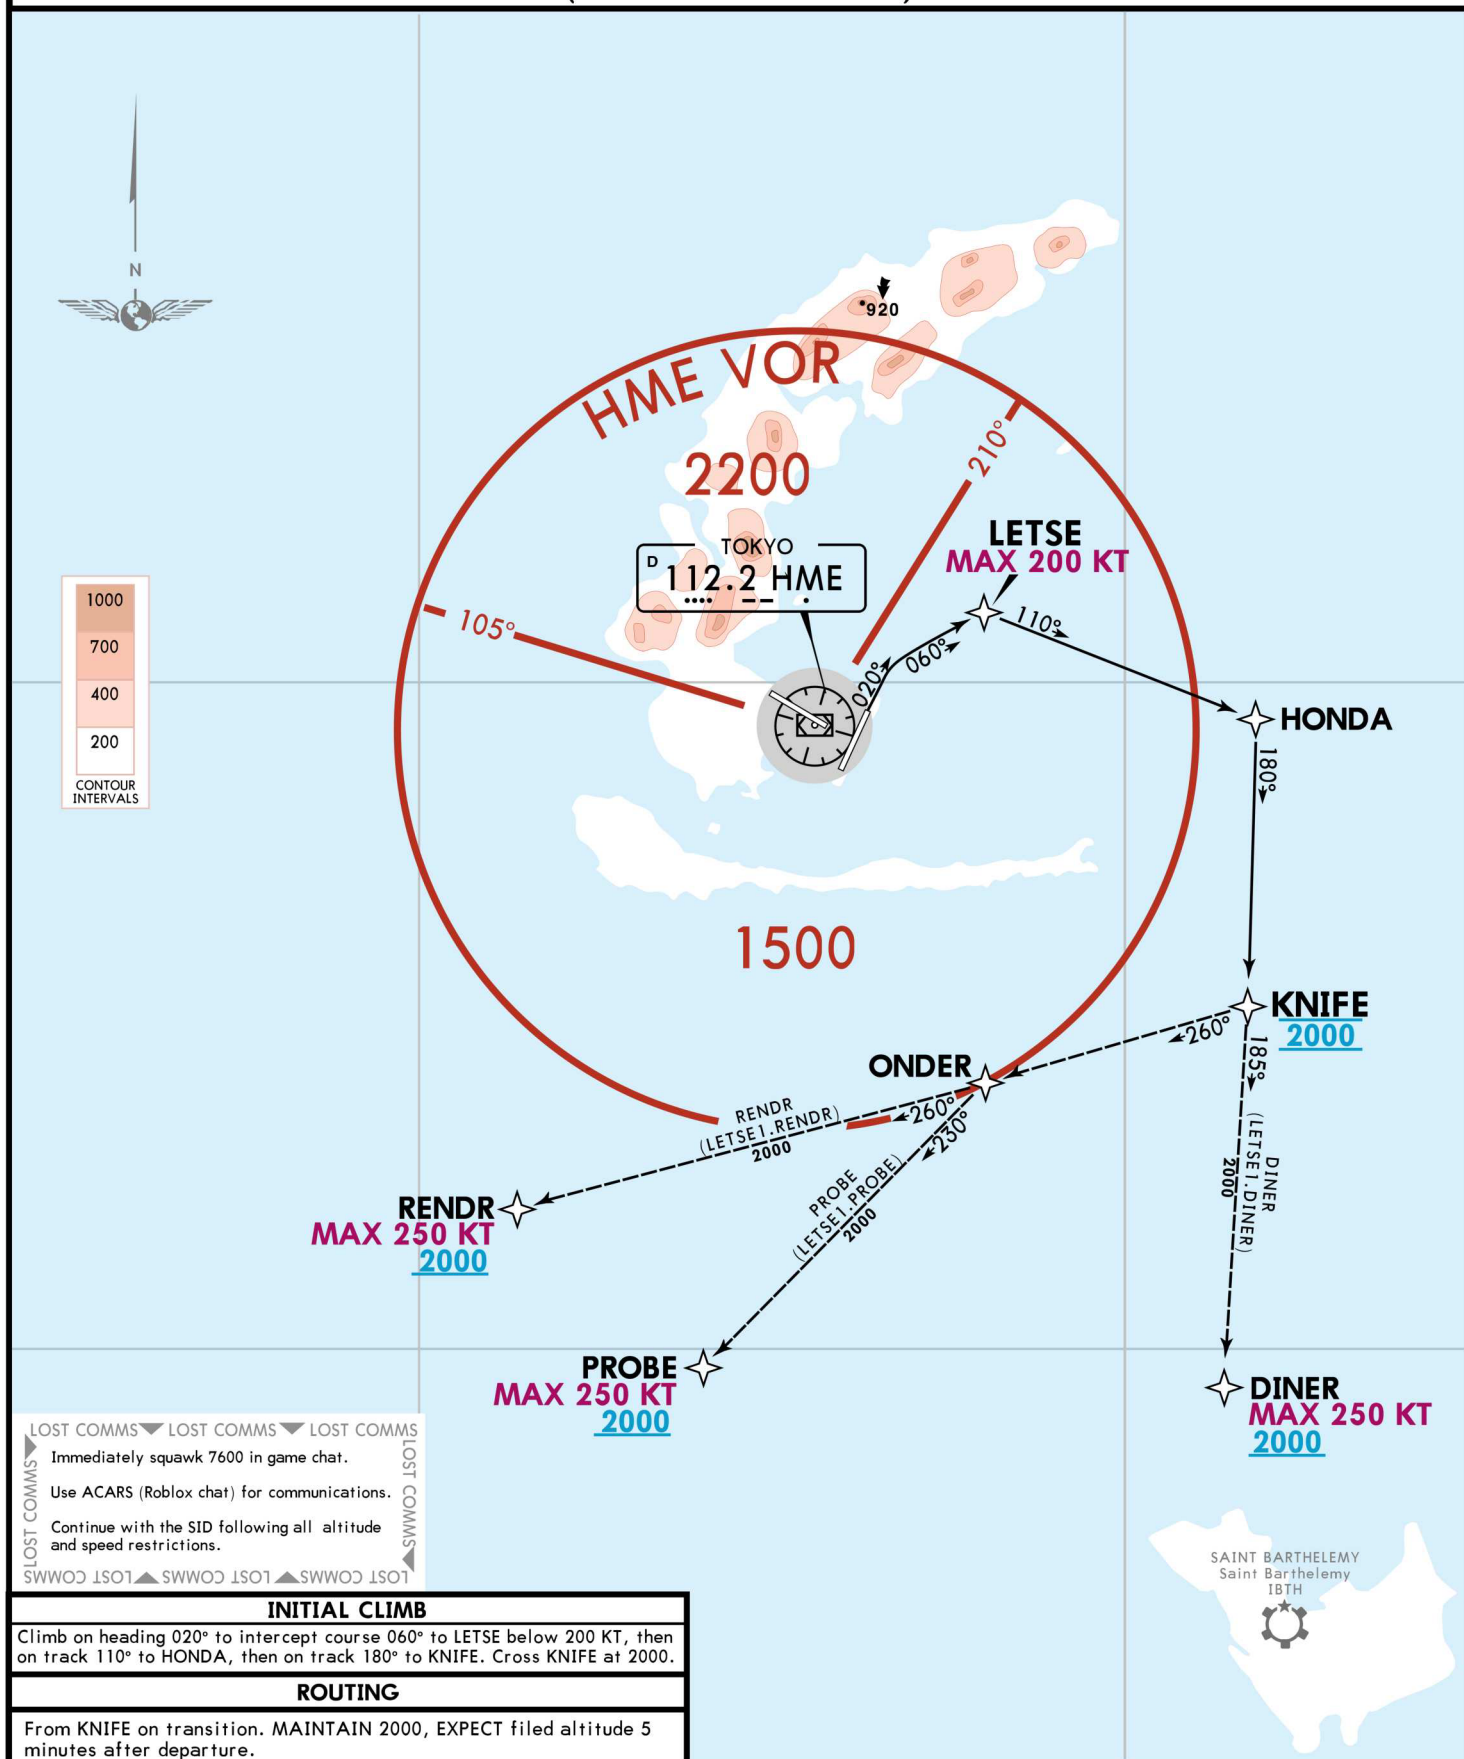 N
920
HME VOR
2200
210°
LETSE
MAX 200 KT
TOKYO
D
112.2 HME
1000
700
400
200
CONTOUR
INTERVALS
105°
020°
060°
110°
HONDA
180°
1500
KNIFE
2000
260°
185°
ONDER
260°
230°
RENDR
(LETSE1.RENDR)
2000
PROBE
(LETSE1.PROBE)
2000
DINER
(LETSE1.DINER)
2000
RENDR
MAX 250 KT
2000
PROBE
MAX 250 KT
2000
DINER
MAX 250 KT
2000
LOST COMMS LOST COMMS LOST COMMS
LOST COMMS
LOST COMMS
Immediately squawk 7600 in game chat.
Use ACARS (Roblox chat) for communications.
Continue with the SID following all altitude
and speed restrictions.
LOST COMMS LOST COMMS LOST COMMS
SAINT BARTHELEMY
Saint Barthelemy
IBTH
INITIAL CLIMB
Climb on heading 020° to intercept course 060° to LETSE below 200 KT, then
on track 110° to HONDA, then on track 180° to KNIFE. Cross KNIFE at 2000.
ROUTING
From KNIFE on transition. MAINTAIN 2000, EXPECT filed altitude 5
minutes after departure.